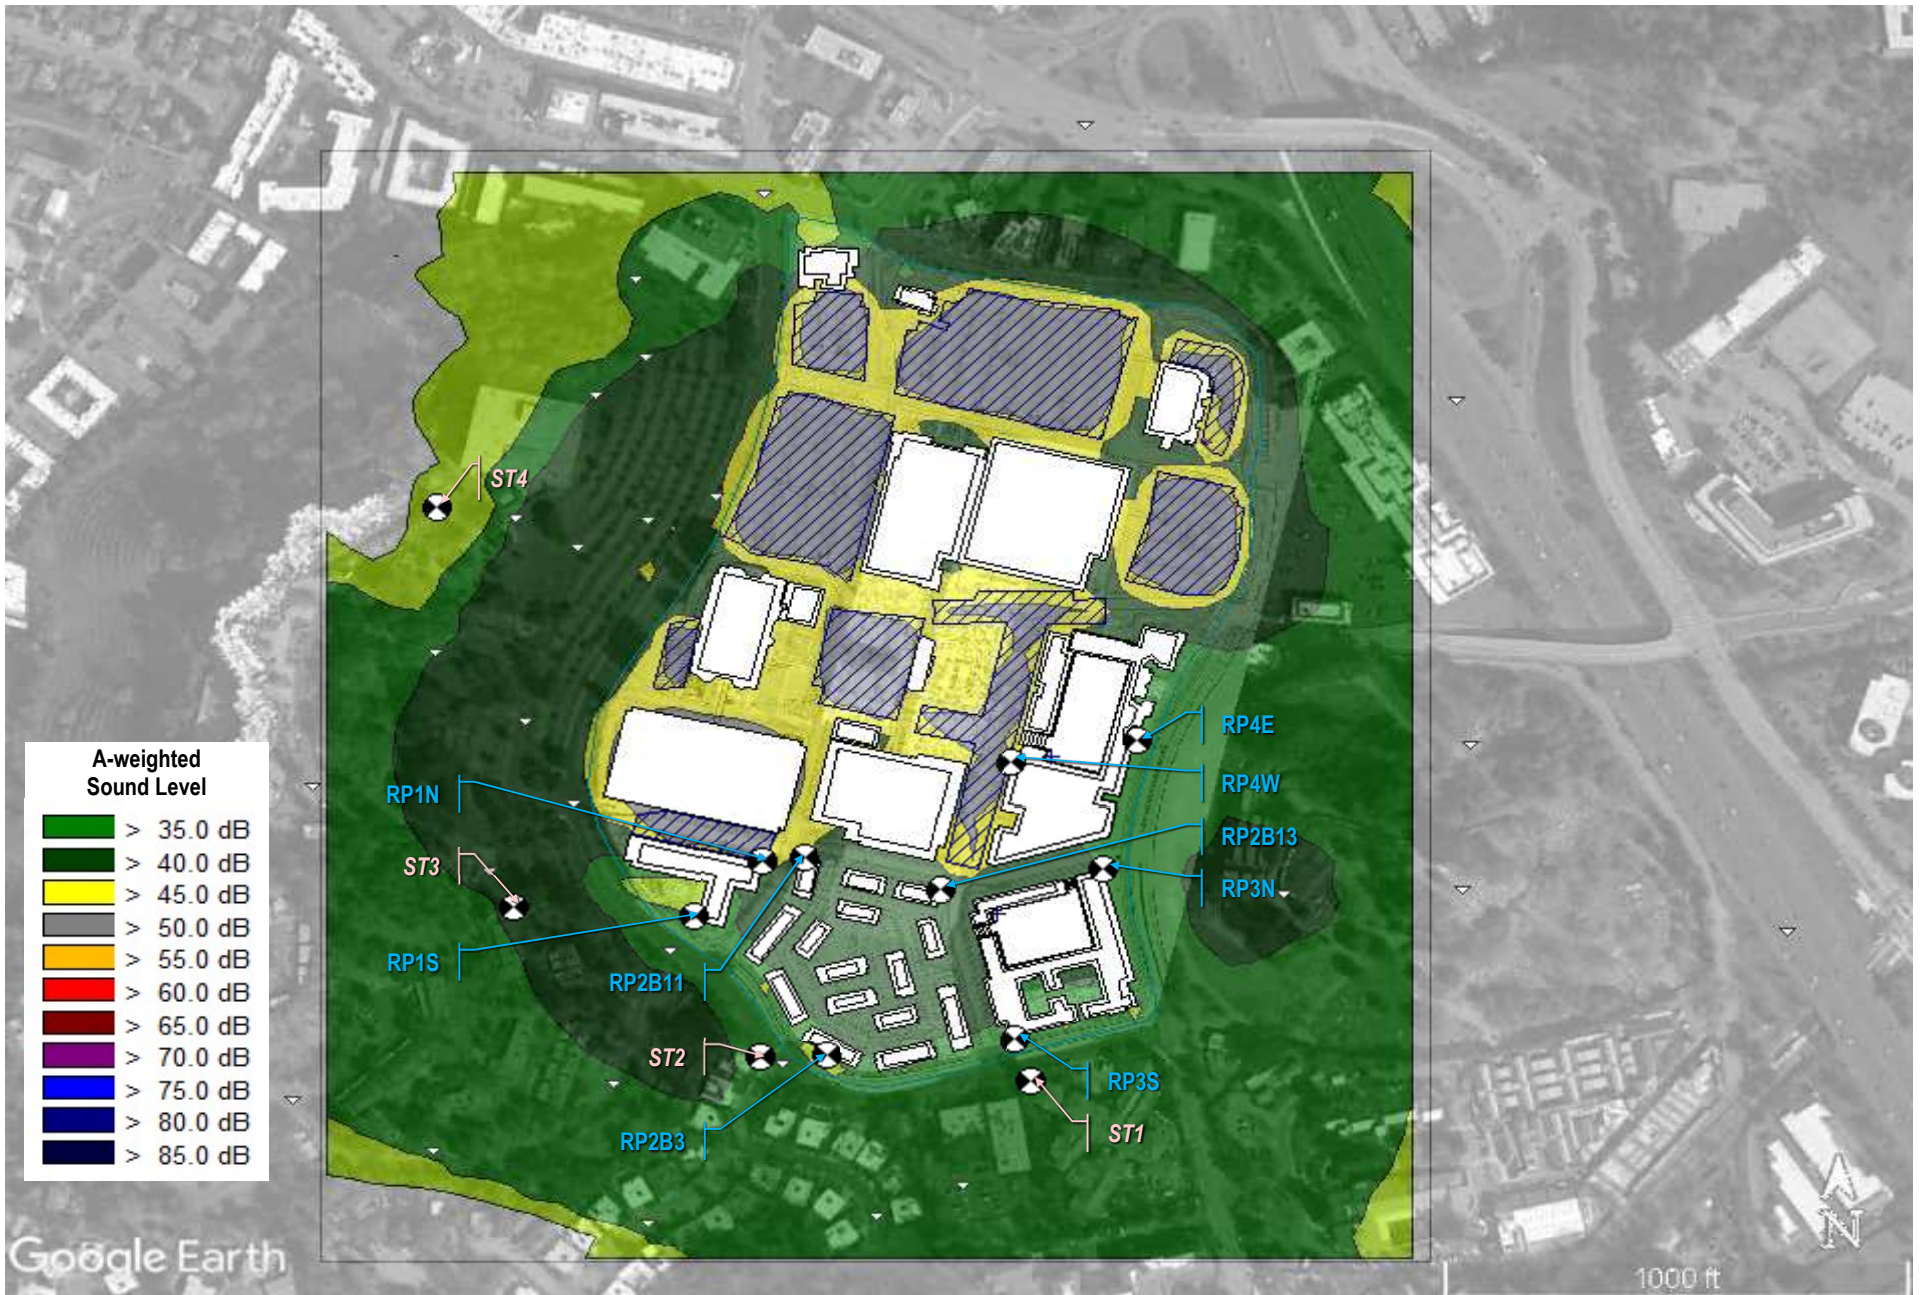 ST4
RP4E
A-weighted
Sound Level
> 35.0 dB
> 40.0 dB
> 45.0 dB
> 50.0 dB
> 55.0 dB
> 60.0 dB
> 65.0 dB
> 70.0 dB
> 75.0 dB
> 80.0 dB
> 85.0 dB
RP1N
RP4W
RP2B13
ST3
RP3N
RP1S
RP2B11
ST2
RP3S
RP2B3
ST1
N
Google Earth
1000 ft